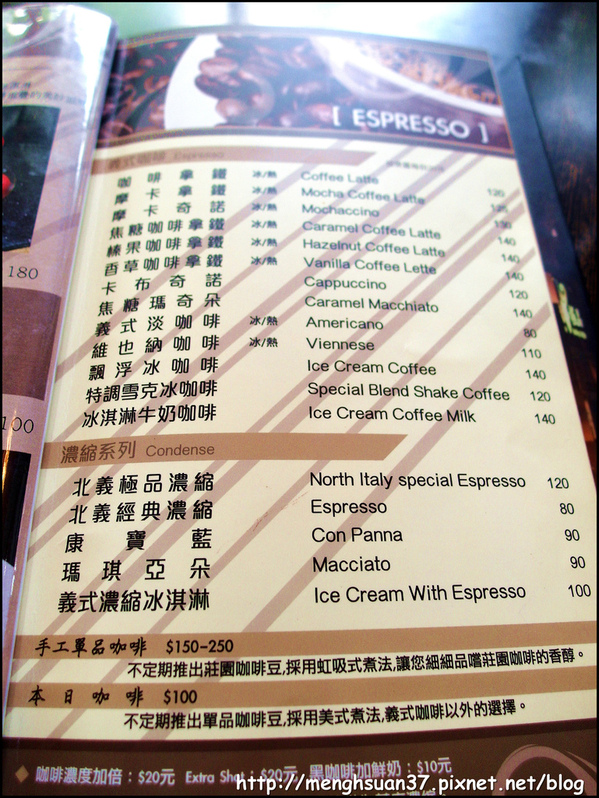 [ ESPRESSO ]
義式咖啡 Espresso
咖啡拿鐵 冰/熱 Coffee Latte 120
摩卡拿鐵 冰/熱 Mocha Coffee Latte
摩卡奇諾 冰/熱 Mochaccino
焦糖咖啡拿鐵 冰/熱 Caramel Coffee Latte 140
榛果咖啡拿鐵 冰/熱 Hazelnut Coffee Latte 140
香草咖啡拿鐵 冰/熱 Vanilla Coffee Lette 140
卡布奇諾 Cappuccino 120
焦糖瑪奇朵 Caramel Macchiato 140
義式淡咖啡 冰/熱 Americano 80
維也納咖啡 冰/熱 Viennese 110
飄浮冰咖啡 Ice Cream Coffee 140
特調雪克冰咖啡 Special Blend Shake Coffee 120
冰淇淋牛奶咖啡 Ice Cream Coffee Milk 140
濃縮系列 Condense
北義極品濃縮 North Italy special Espresso 120
北義經典濃縮 Espresso 80
康寶藍 Con Panna 90
瑪琪亞朵 Macciato 90
義式濃縮冰淇淋 Ice Cream With Espresso 100
手工單品咖啡 $150-250
不定期推出莊園咖啡豆,採用虹吸式煮法,讓您細細品嚐莊園咖啡的香醇。
本日咖啡 $100
不定期推出單品咖啡豆,採用美式煮法,義式咖啡以外的選擇。
咖啡濃度加倍：$20元 Extra Shot：$20元 黑咖啡加鮮奶：$10元
180
100
http://menghsuan37.pixnet.net/blog